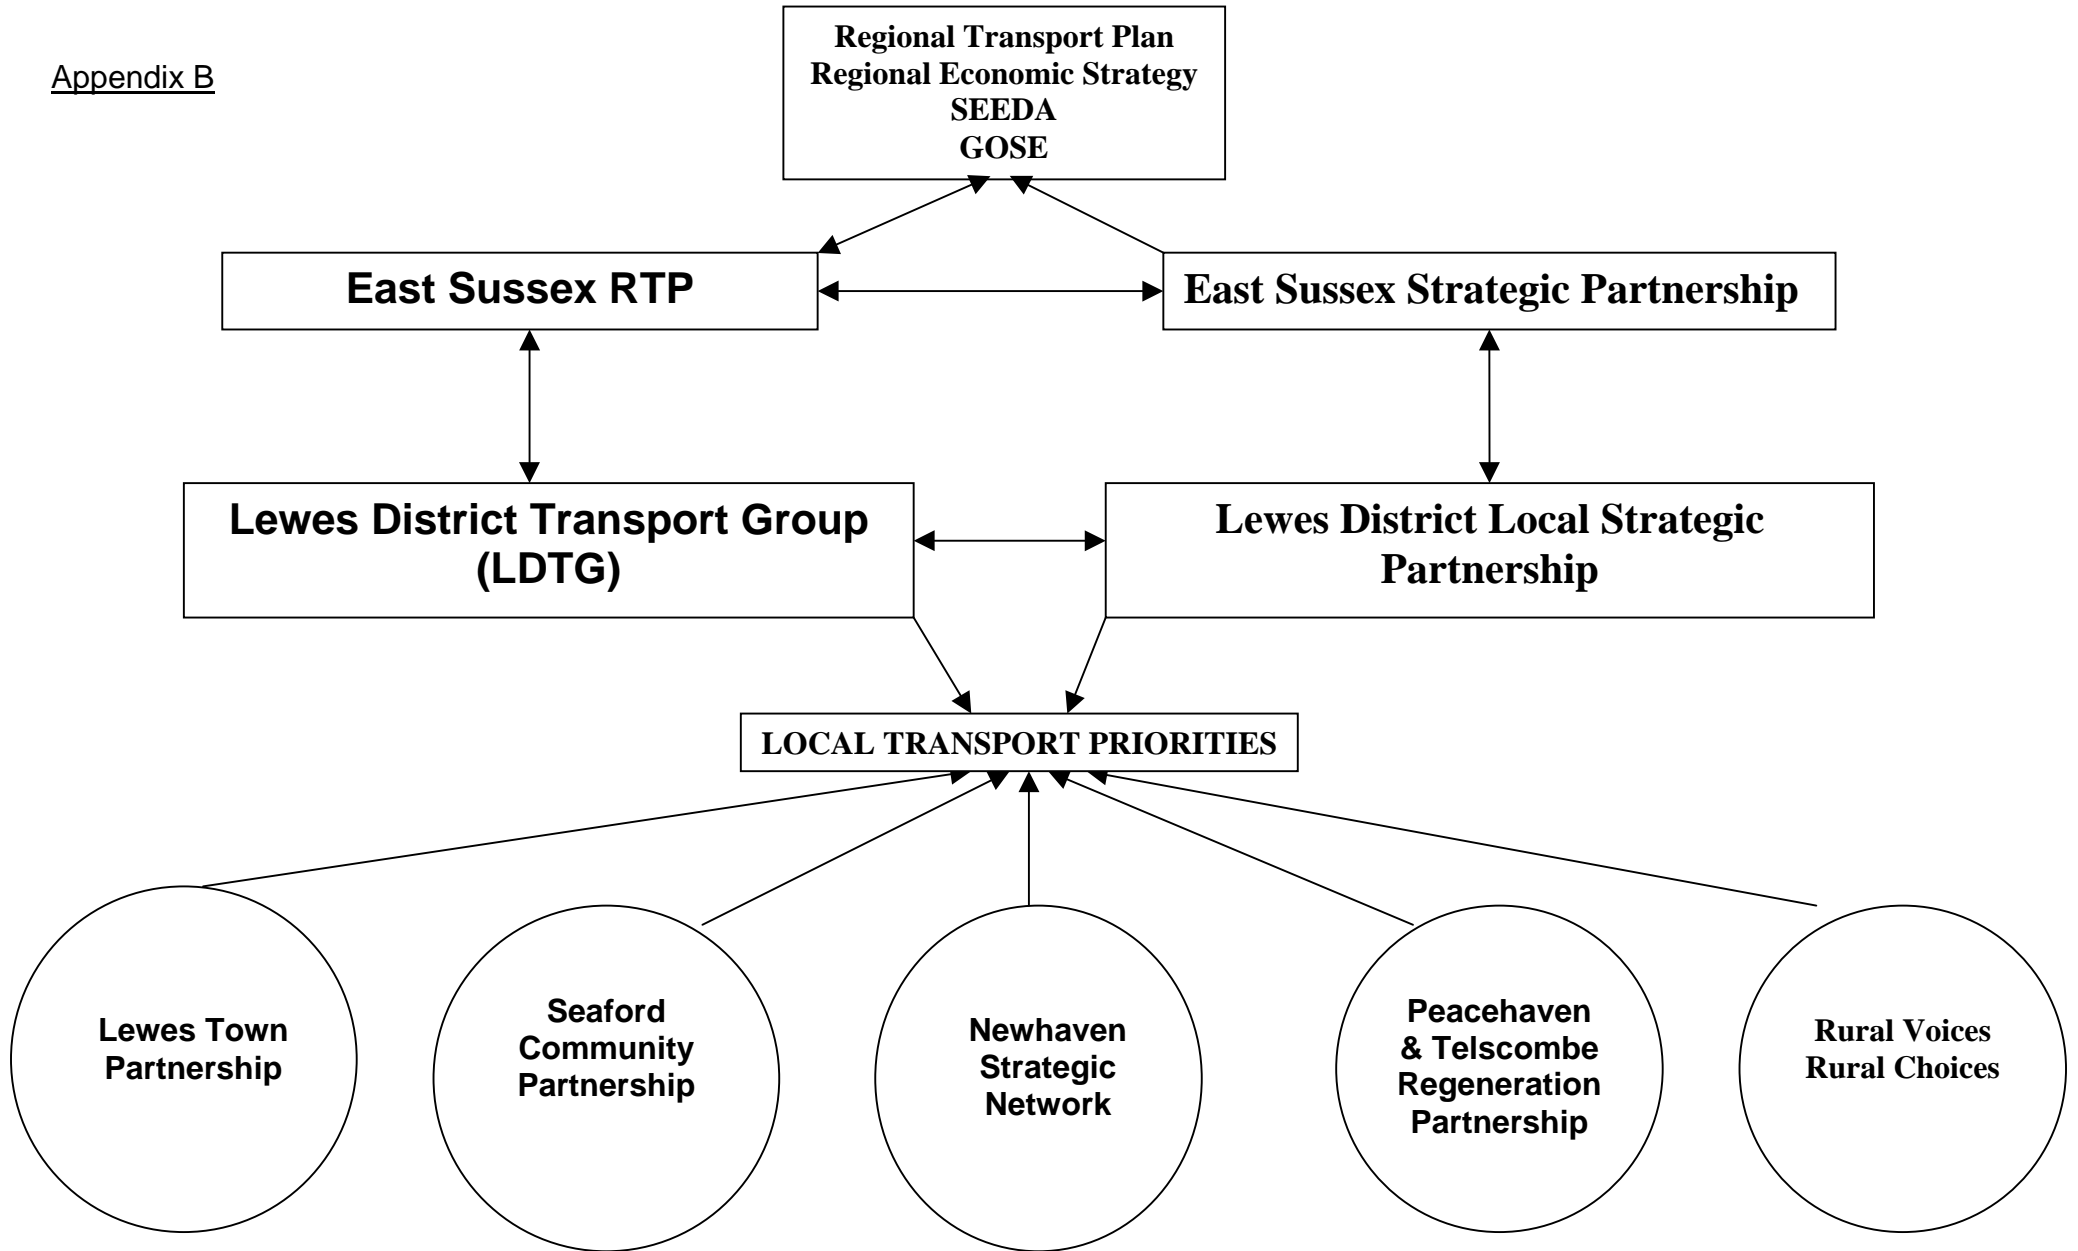 Appendix B
Regional Transport Plan
Regional Economic Strategy
SEEDA
GOSE
East Sussex RTP
East Sussex Strategic Partnership
Lewes District Transport Group
(LDTG)
Lewes District Local Strategic
Partnership
LOCAL TRANSPORT PRIORITIES
Lewes Town
Partnership
Seaford
Community
Partnership
Newhaven
Strategic
Network
Peacehaven
& Telscombe
Regeneration
Partnership
Rural Voices
Rural Choices